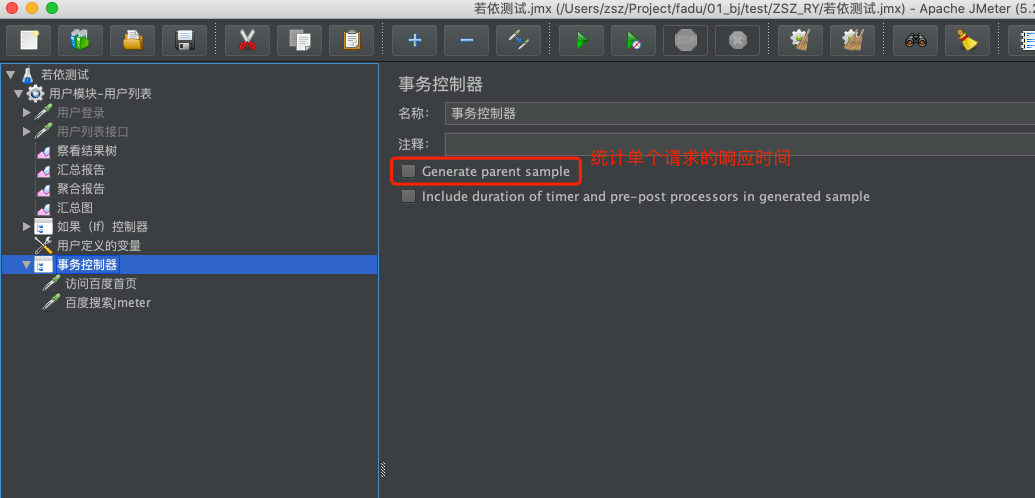 若依测试.jmx (/Users/zsz/Project/fadu/01_bj/test/ZSZ_RY/若依测试.jmx) - Apache JMeter (5.2
STOP
若依测试
用户模块-用户列表
用户登录
用户列表接口
察看结果树
汇总报告
聚合报告
汇总图
如果（If）控制器
用户定义的变量
事务控制器
访问百度首页
百度搜索jmeter
事务控制器
名称： 事务控制器
注释：
统计单个请求的响应时间
Generate parent sample
Include duration of timer and pre-post processors in generated sample